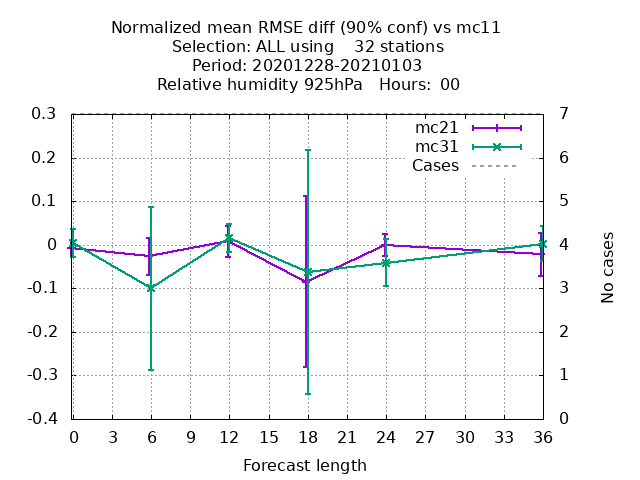 Normalized mean RMSE diff (90% conf) vs mc11
Selection: ALL using    32 stations
Period: 20201228-20210103
Relative humidity 925hPa   Hours:  00
0.3
0.2
0.1
0
-0.1
-0.2
-0.3
-0.4
mc21
mc31
Cases
7
6
5
4
3
2
1
0
No cases
0 3 6 9 12 15 18 21 24 27 30 33 36
Forecast length